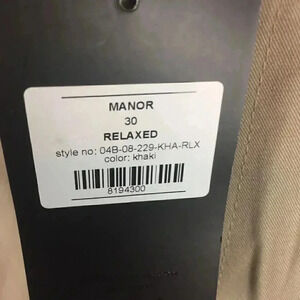 MANOR
30
RELAXED
style no: 04B-08-229-KHA-RLX
color: khaki
8194300